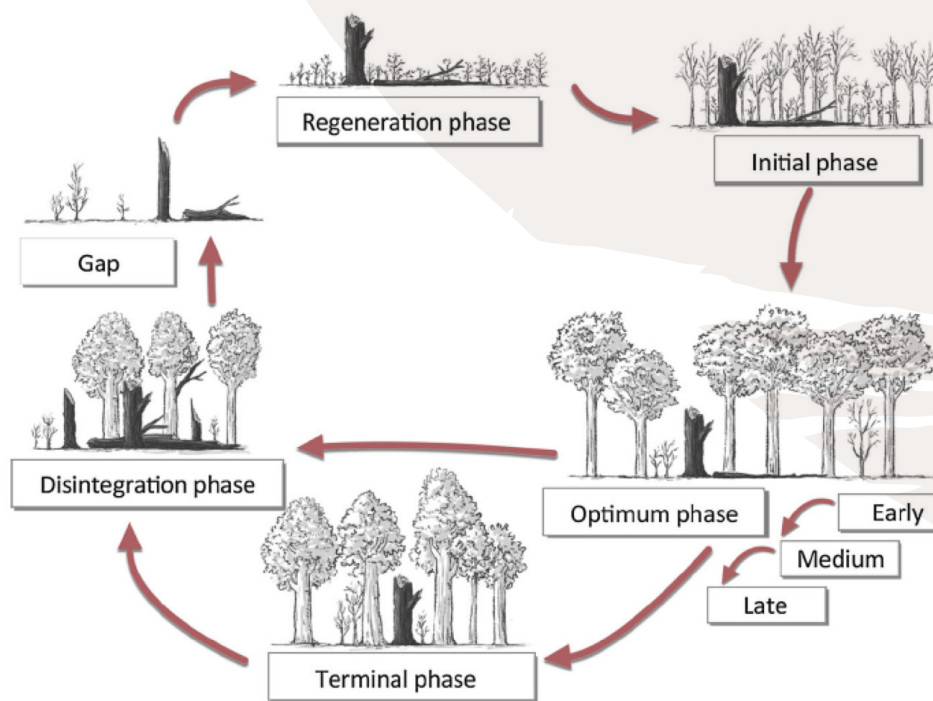 Regeneration phase
Initial phase
Gap
Disintegration phase
Optimum phase
Early
Medium
Late
Terminal phase